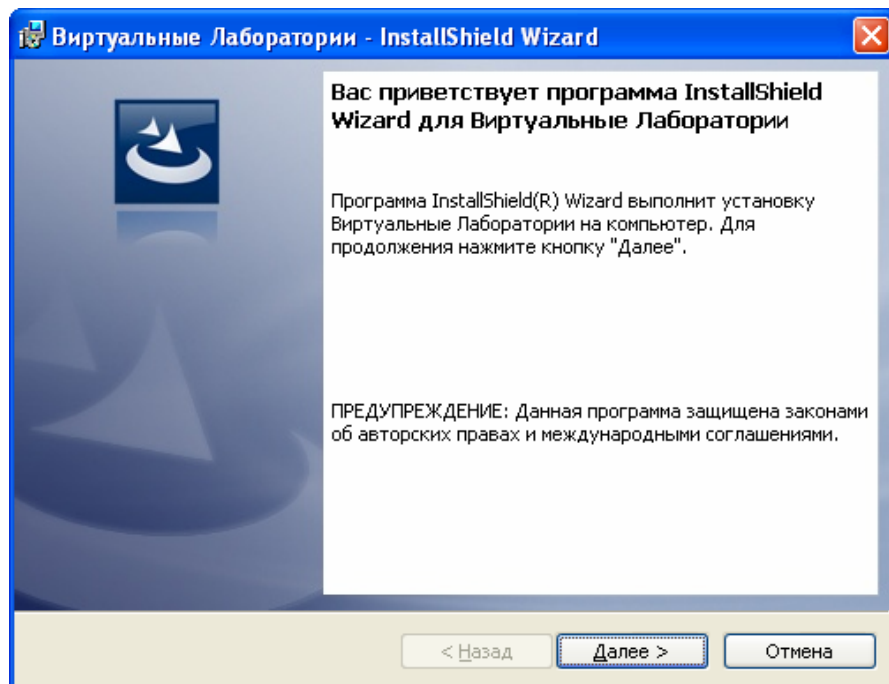 Виртуальные Лаборатории - InstallShield Wizard
Вас приветствует программа InstallShield
Wizard для Виртуальные Лаборатории
Программа InstallShield(R) Wizard выполнит установку
Виртуальные Лаборатории на компьютер. Для
продолжения нажмите кнопку "Далее".
ПРЕДУПРЕЖДЕНИЕ: Данная программа защищена законами
об авторских правах и международными соглашениями.
< Назад
Далее >
Отмена